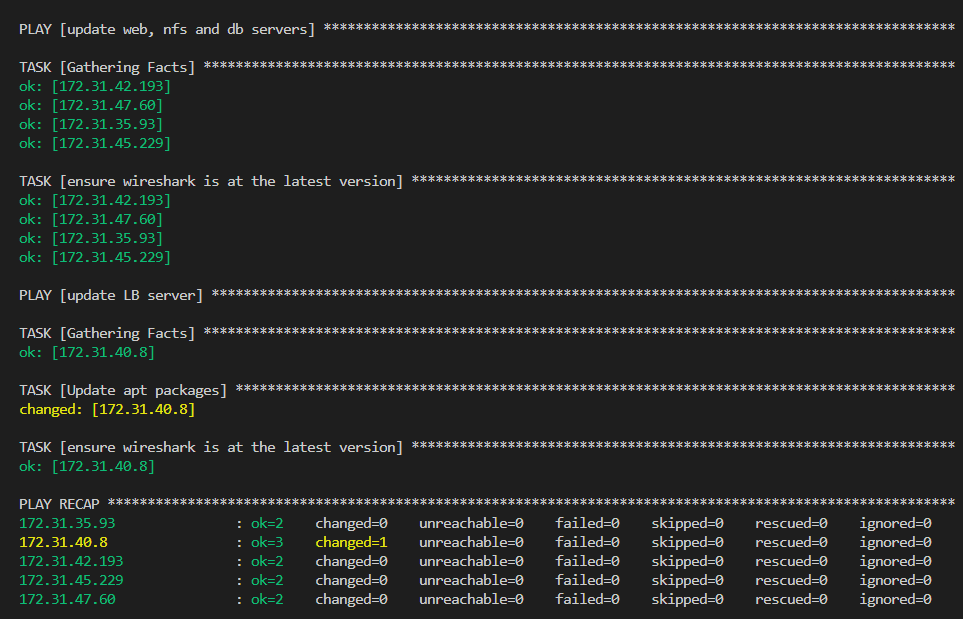 PLAY [update web, nfs and db servers] *******************************************************************************
TASK [Gathering Facts] **********************************************************************************************
ok: [172.31.42.193]
ok: [172.31.47.60]
ok: [172.31.35.93]
ok: [172.31.45.229]
TASK [ensure wireshark is at the latest version] ********************************************************************
ok: [172.31.42.193]
ok: [172.31.47.60]
ok: [172.31.35.93]
ok: [172.31.45.229]
PLAY [update LB server] *********************************************************************************************
TASK [Gathering Facts] **********************************************************************************************
ok: [172.31.40.8]
TASK [Update apt packages] ******************************************************************************************
changed: [172.31.40.8]
TASK [ensure wireshark is at the latest version] ********************************************************************
ok: [172.31.40.8]
PLAY RECAP **********************************************************************************************************
172.31.35.93               : ok=2    changed=0    unreachable=0    failed=0    skipped=0    rescued=0    ignored=0
172.31.40.8                : ok=3    changed=1    unreachable=0    failed=0    skipped=0    rescued=0    ignored=0
172.31.42.193              : ok=2    changed=0    unreachable=0    failed=0    skipped=0    rescued=0    ignored=0
172.31.45.229              : ok=2    changed=0    unreachable=0    failed=0    skipped=0    rescued=0    ignored=0
172.31.47.60               : ok=2    changed=0    unreachable=0    failed=0    skipped=0    rescued=0    ignored=0